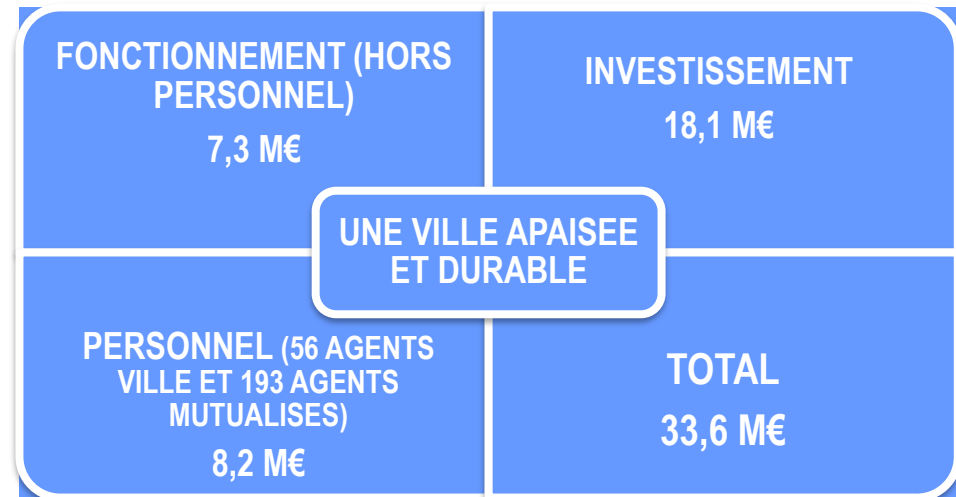 FONCTIONNEMENT (HORS
PERSONNEL)
7,3 M€
INVESTISSEMENT
18,1 M€
UNE VILLE APAISEE
ET DURABLE
PERSONNEL (56 AGENTS
VILLE ET 193 AGENTS
MUTUALISES)
8,2 M€
TOTAL
33,6 M€